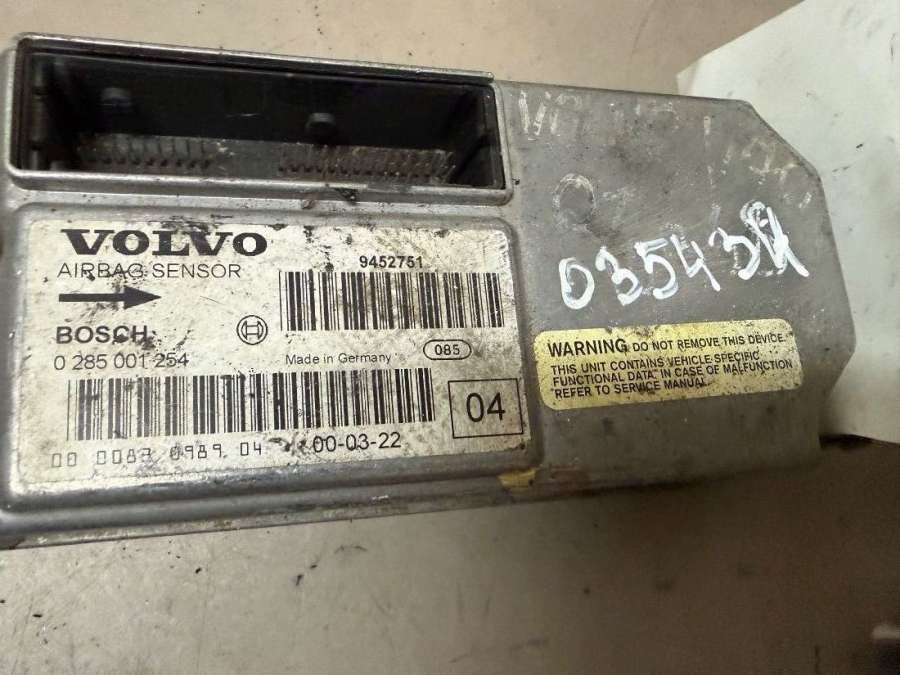 VOLVO
AIRBAG SENSOR
9452751
BOSCH
0 285 001 254
Made in Germany
085
04
00-03-22
WARNING DO NOT REMOVE THIS DEVICE.
THIS UNIT CONTAINS VEHICLE SPECIFIC
FUNCTIONAL DATA. IN CASE OF MALFUNCTION
REFER TO SERVICE MANUAL.